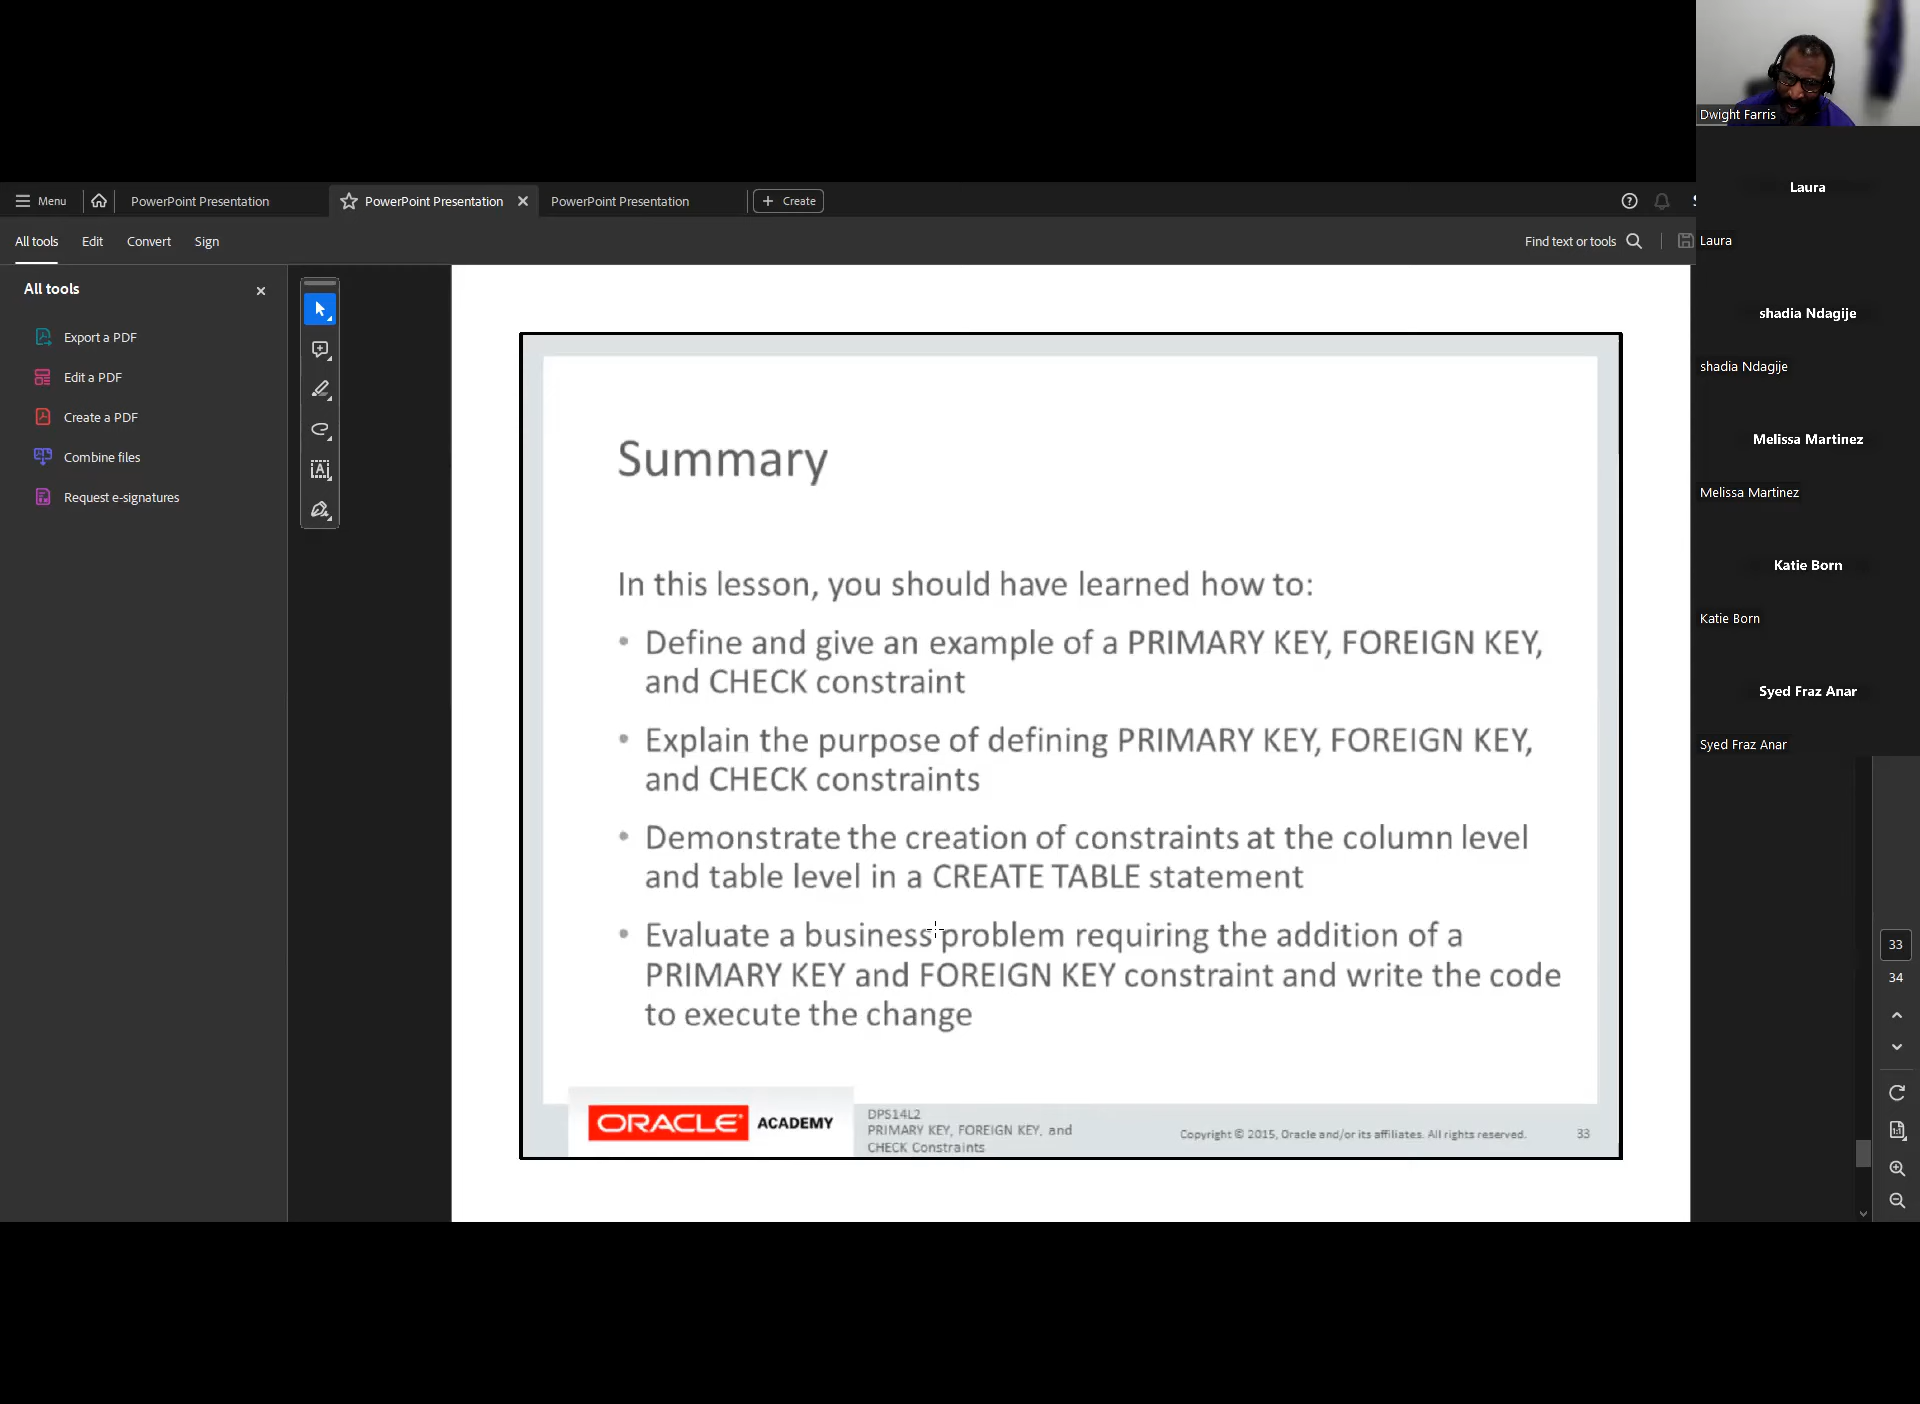 Dwight Farris
Laura
Laura
shadia Ndagije
shadia Ndagije
Melissa Martinez
Melissa Martinez
Katie Born
Katie Born
Syed Fraz Anar
Syed Fraz Anar
Menu
PowerPoint Presentation
PowerPoint Presentation
PowerPoint Presentation
Create
All tools
Edit
Convert
Sign
Find text or tools
All tools
Export a PDF
Edit a PDF
Create a PDF
Combine files
Request e-signatures
Summary
In this lesson, you should have learned how to:
• Define and give an example of a PRIMARY KEY, FOREIGN KEY,
and CHECK constraint
• Explain the purpose of defining PRIMARY KEY, FOREIGN KEY,
and CHECK constraints
• Demonstrate the creation of constraints at the column level
and table level in a CREATE TABLE statement
• Evaluate a business problem requiring the addition of a
PRIMARY KEY and FOREIGN KEY constraint and write the code
to execute the change
ORACLE ACADEMY
DPS14L2
PRIMARY KEY, FOREIGN KEY, and
CHECK Constraints
Copyright © 2015, Oracle and/or its affiliates. All rights reserved.
33
33
34